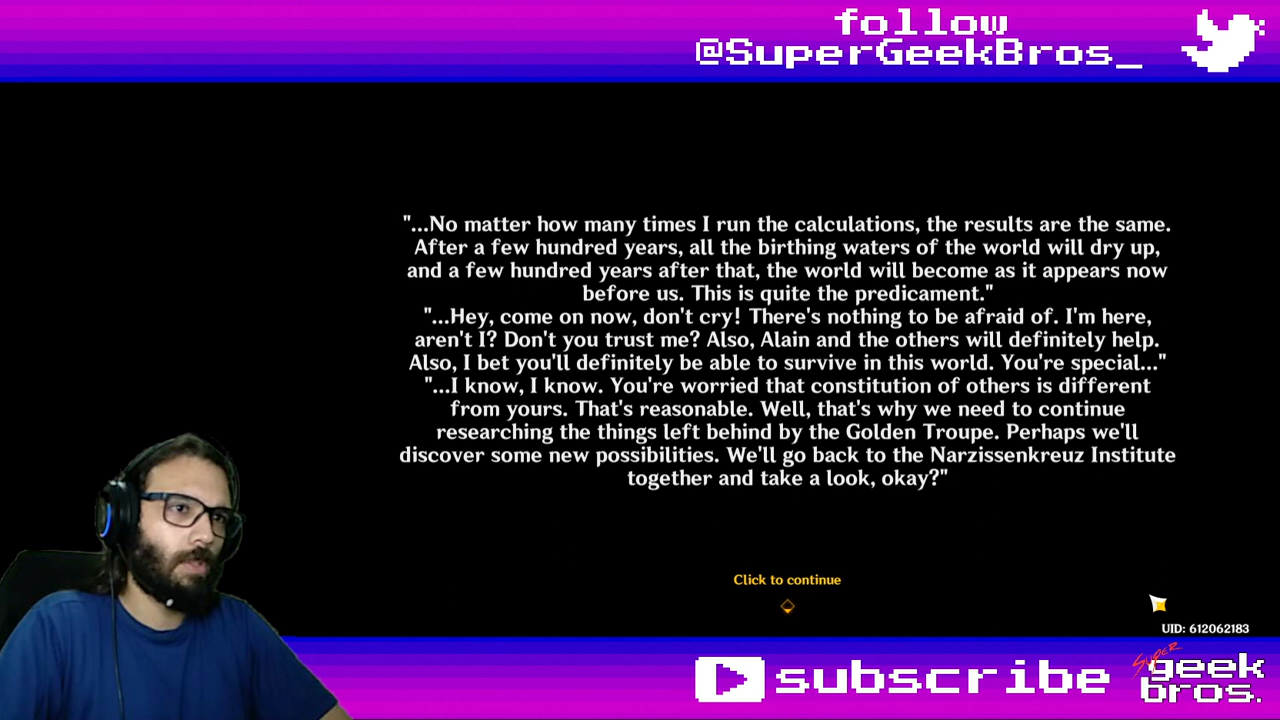 follow
@SuperGeekBros_
"...No matter how many times I run the calculations, the results are the same.
After a few hundred years, all the birthing waters of the world will dry up,
and a few hundred years after that, the world will become as it appears now
before us. This is quite the predicament."
"...Hey, come on now, don't cry! There's nothing to be afraid of. I'm here,
aren't I? Don't you trust me? Also, Alain and the others will definitely help.
Also, I bet you'll definitely be able to survive in this world. You're special..."
"...I know, I know. You're worried that constitution of others is different
from yours. That's reasonable. Well, that's why we need to continue
researching the things left behind by the Golden Troupe. Perhaps we'll
discover some new possibilities. We'll go back to the Narzissenkreuz Institute
together and take a look, okay?"
Click to continue
UID: 612062183
subscribe
SUPER
geek
bros.